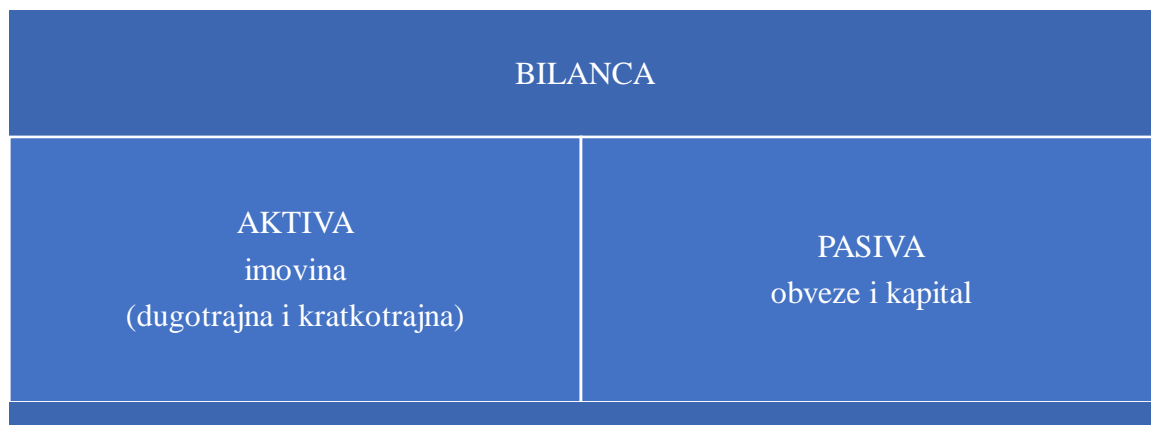 BILANCA
AKTIVA
imovina
(dugotrajna i kratkotrajna)
PASIVA
obveze i kapital